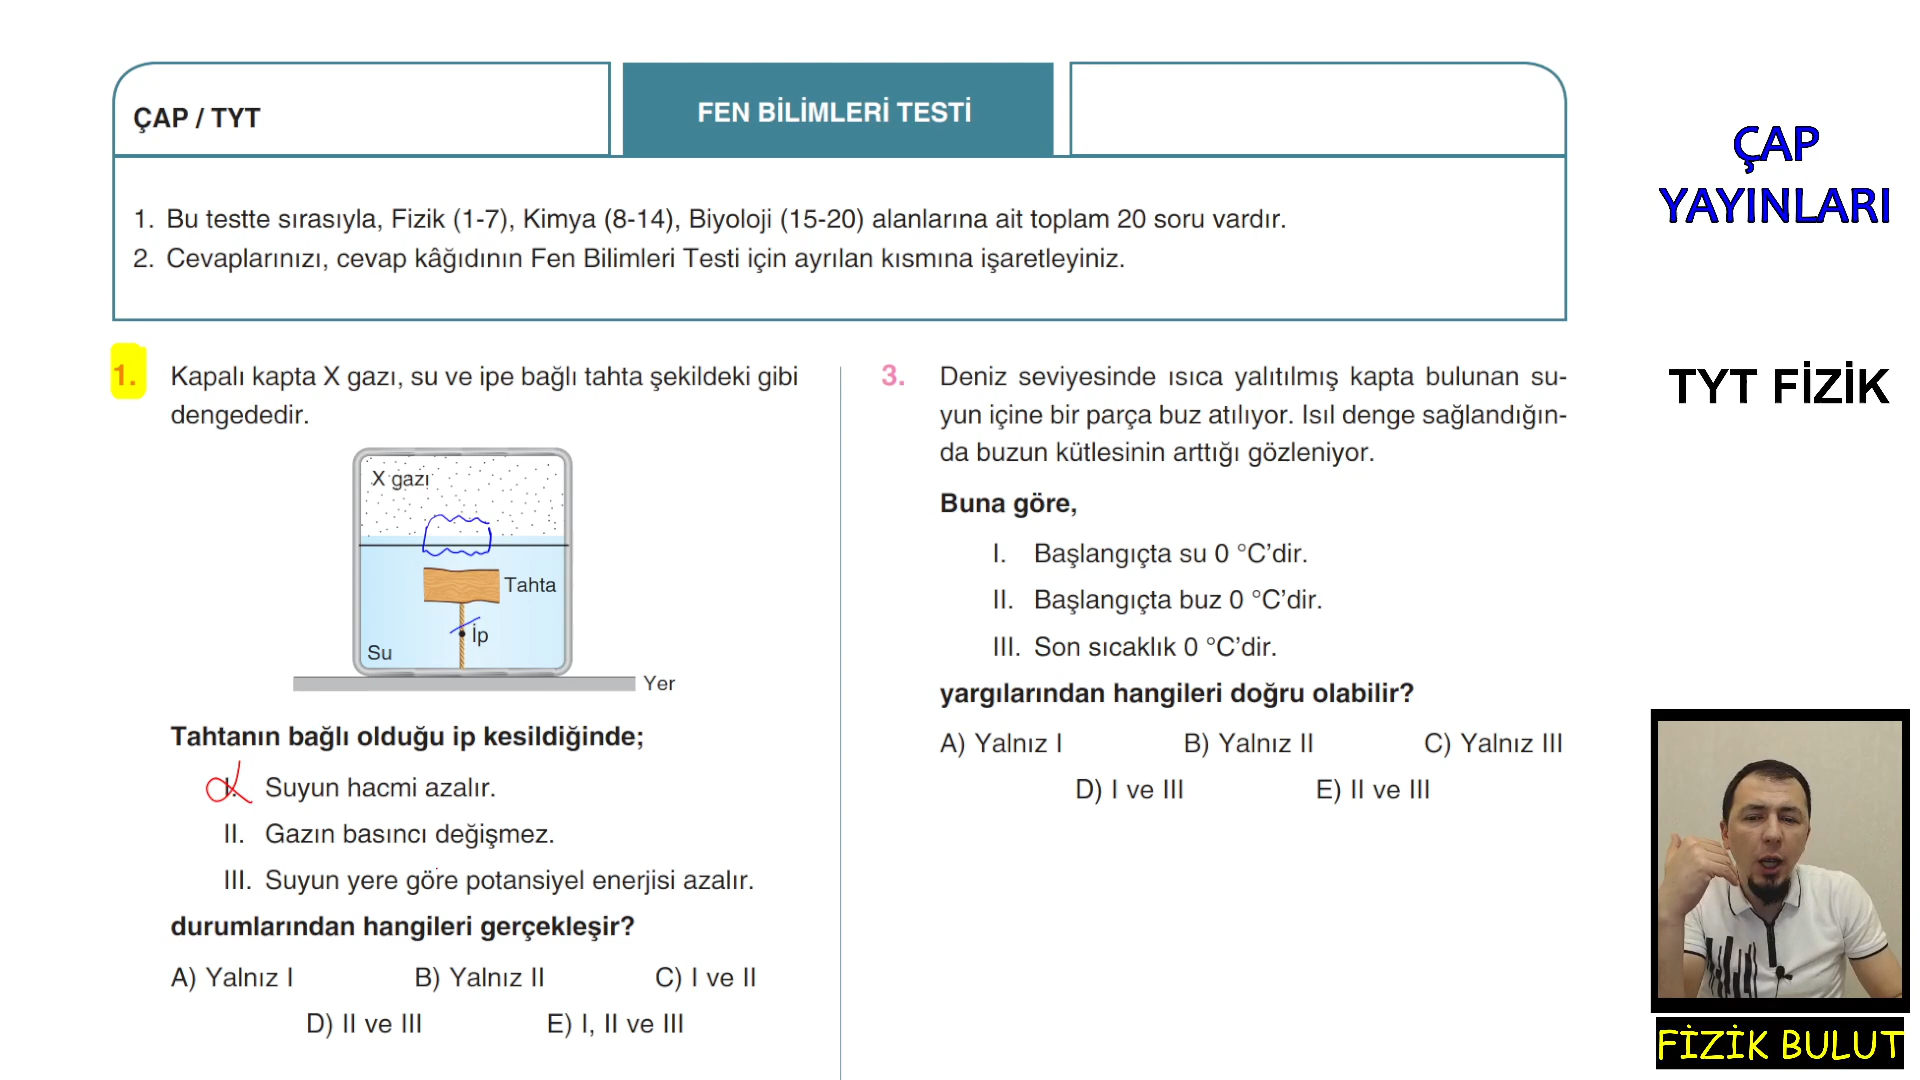 ÇAP / TYT
FEN BİLİMLERİ TESTİ
1. Bu testte sırasıyla, Fizik (1-7), Kimya (8-14), Biyoloji (15-20) alanlarına ait toplam 20 soru vardır.
2. Cevaplarınızı, cevap kâğıdının Fen Bilimleri Testi için ayrılan kısmına işaretleyiniz.
1. Kapalı kapta X gazı, su ve ipe bağlı tahta şekildeki gibi
dengededir.
X gazı
Tahta
İp
Su
Yer
Tahtanın bağlı olduğu ip kesildiğinde;
I. Suyun hacmi azalır.
II. Gazın basıncı değişmez.
III. Suyun yere göre potansiyel enerjisi azalır.
durumlarından hangileri gerçekleşir?
A) Yalnız I B) Yalnız II C) I ve II
D) II ve III E) I, II ve III
3. Deniz seviyesinde ısıca yalıtılmış kapta bulunan su-
yun içine bir parça buz atılıyor. Isıl denge sağlandığın-
da buzun kütlesinin arttığı gözleniyor.
Buna göre,
I. Başlangıçta su 0 °C’dir.
II. Başlangıçta buz 0 °C’dir.
III. Son sıcaklık 0 °C’dir.
yargılarından hangileri doğru olabilir?
A) Yalnız I B) Yalnız II C) Yalnız III
D) I ve III E) II ve III
ÇAP
YAYINLARI
TYT FİZİK
FİZİK BULUT